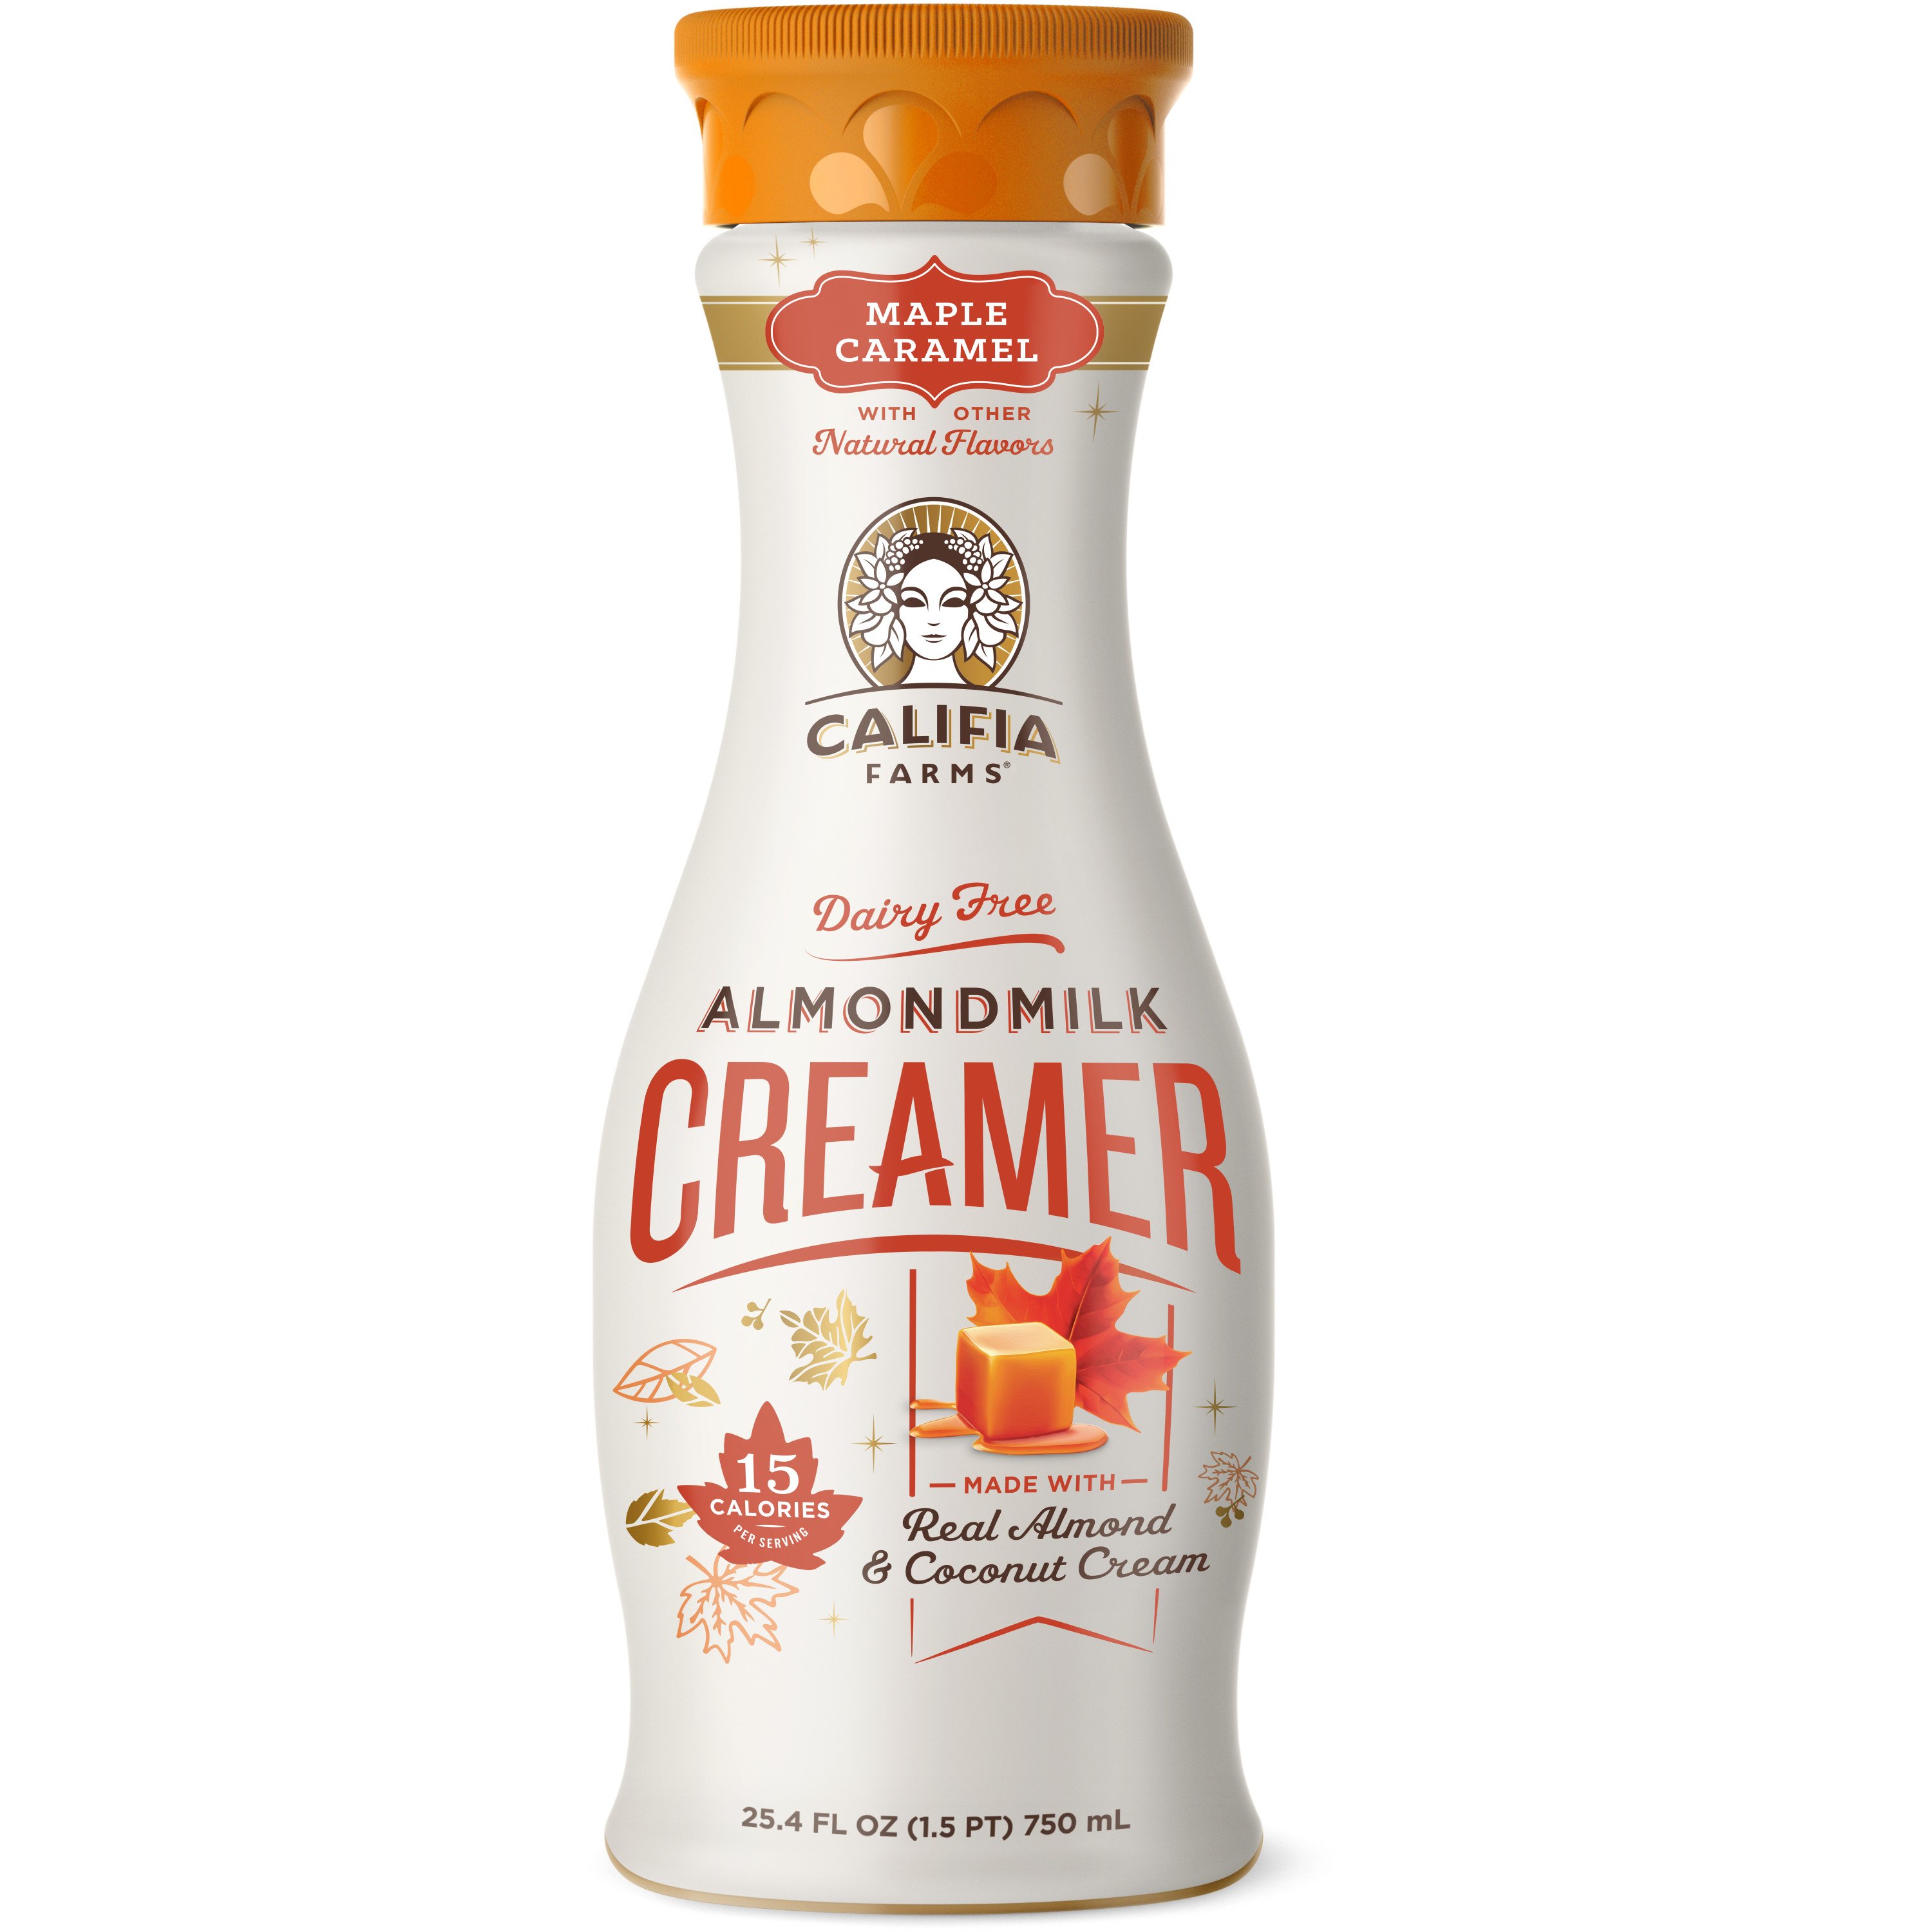 MAPLE
CARAMEL
WITH OTHER
Natural Flavors
CALIFIA
FARMS®
Dairy Free
ALMONDMILK
CREAMER
15
CALORIES
PER SERVING
MADE WITH
Real Almond
& Coconut Cream
25.4 FL OZ (1.5 PT) 750 mL